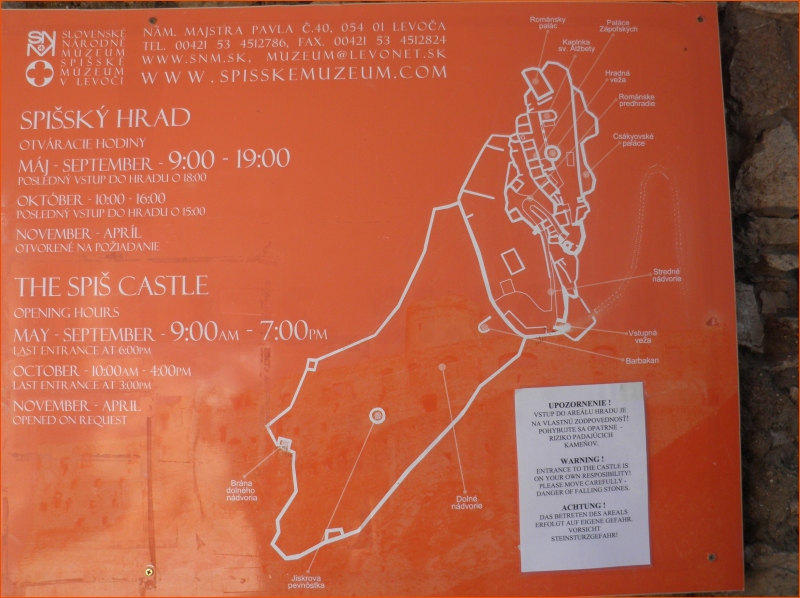 SNM
SLOVENSKÉ
NÁRODNÉ
MÚZEUM
SPIŠSKÉ
MÚZEUM
V LEVOČI
NÁM. MAJSTRA PAVLA Č.40, 054 01 LEVOČA
TEL. 00421 53 4512786, FAX. 00421 53 4512824
WWW.SNM.SK, MUZEUM@LEVONET.SK
WWW.SPISSKEMUZEUM.COM
SPIŠSKÝ HRAD
OTVÁRACIE HODINY
MÁJ - SEPTEMBER - 9:00 - 19:00
POSLEDNÝ VSTUP DO HRADU O 18:00
OKTÓBER - 10:00 - 16:00
POSLEDNÝ VSTUP DO HRADU O 15:00
NOVEMBER - APRÍL
OTVORENÉ NA POŽIADANIE
THE SPIŠ CASTLE
OPENING HOURS
MAY - SEPTEMBER - 9:00AM - 7:00PM
LAST ENTRANCE AT 6:00PM
OCTOBER - 10:00AM - 4:00PM
LAST ENTRANCE AT 3:00PM
NOVEMBER - APRIL
OPENED ON REQUEST
Románsky
palác
Kaplnka
sv. Alžbety
Paláce
Zápoľských
Hradná
veža
Románske
predhradie
Csákyovské
paláce
Stredné
nádvorie
Vstupná
veža
Barbakan
Brána
dolného
nádvoria
Dolné
nádvorie
Jiskrova
pevnôstka
UPOZORNENIE !
VSTUP DO AREÁLU HRADU JE
NA VLASTNÚ ZODPOVEDNOSŤ!
POHYBUJTE SA OPATRNE -
RIZIKO PADAJÚCICH
KAMEŇOV.
WARNING !
ENTRANCE TO THE CASTLE IS
ON YOUR OWN RESPOSIBILITY!
PLEASE MOVE CAREFULLY -
DANGER OF FALLING STONES.
ACHTUNG !
DAS BETRETEN DES AREALS
ERFOLGT AUF EIGENE GEFAHR.
VORSICHT
STEINSTURZGEFAHR!